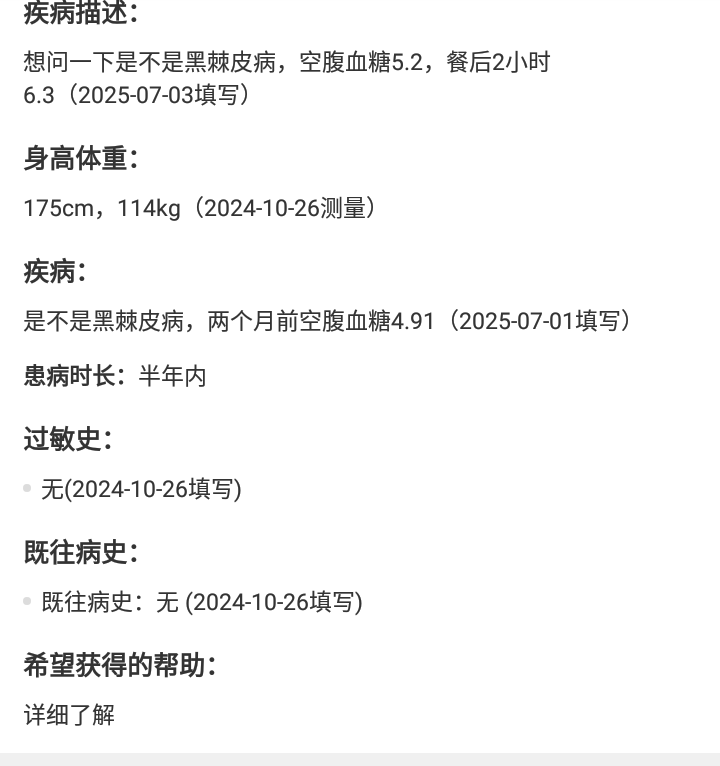 疾病描述：
想问一下是不是黑棘皮病，空腹血糖5.2，餐后2小时
6.3（2025-07-03填写）
身高体重：
175cm，114kg（2024-10-26测量）
疾病：
是不是黑棘皮病，两个月前空腹血糖4.91（2025-07-01填写）
患病时长：半年内
过敏史：
无(2024-10-26填写)
既往病史：
既往病史：无 (2024-10-26填写)
希望获得的帮助：
详细了解